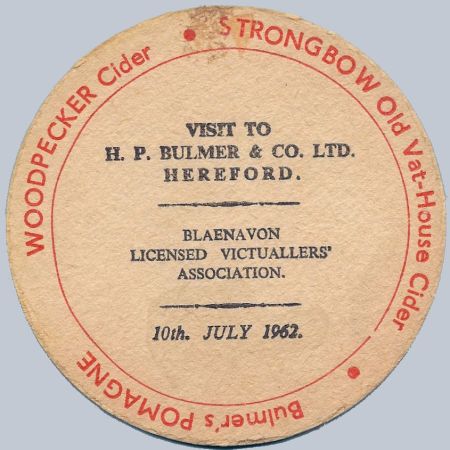 WOODPECKER Cider
STRONGBOW Old Vat-House Cider
Bulmer's POMAGNE
VISIT TO
H. P. BULMER & CO. LTD.
HEREFORD.
BLAENAVON
LICENSED VICTUALLERS'
ASSOCIATION.
10th. JULY 1962.